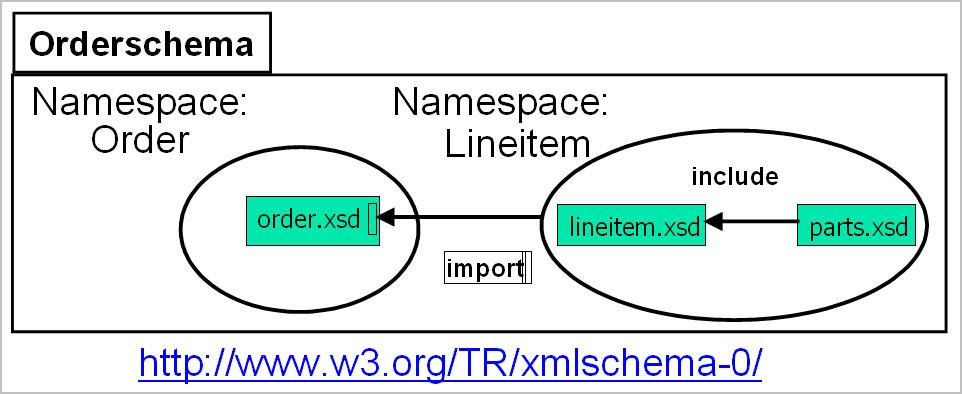 Orderschema
Namespace:
Order
Namespace:
Lineitem
include
order.xsd
lineitem.xsd
parts.xsd
import
http://www.w3.org/TR/xmlschema-0/